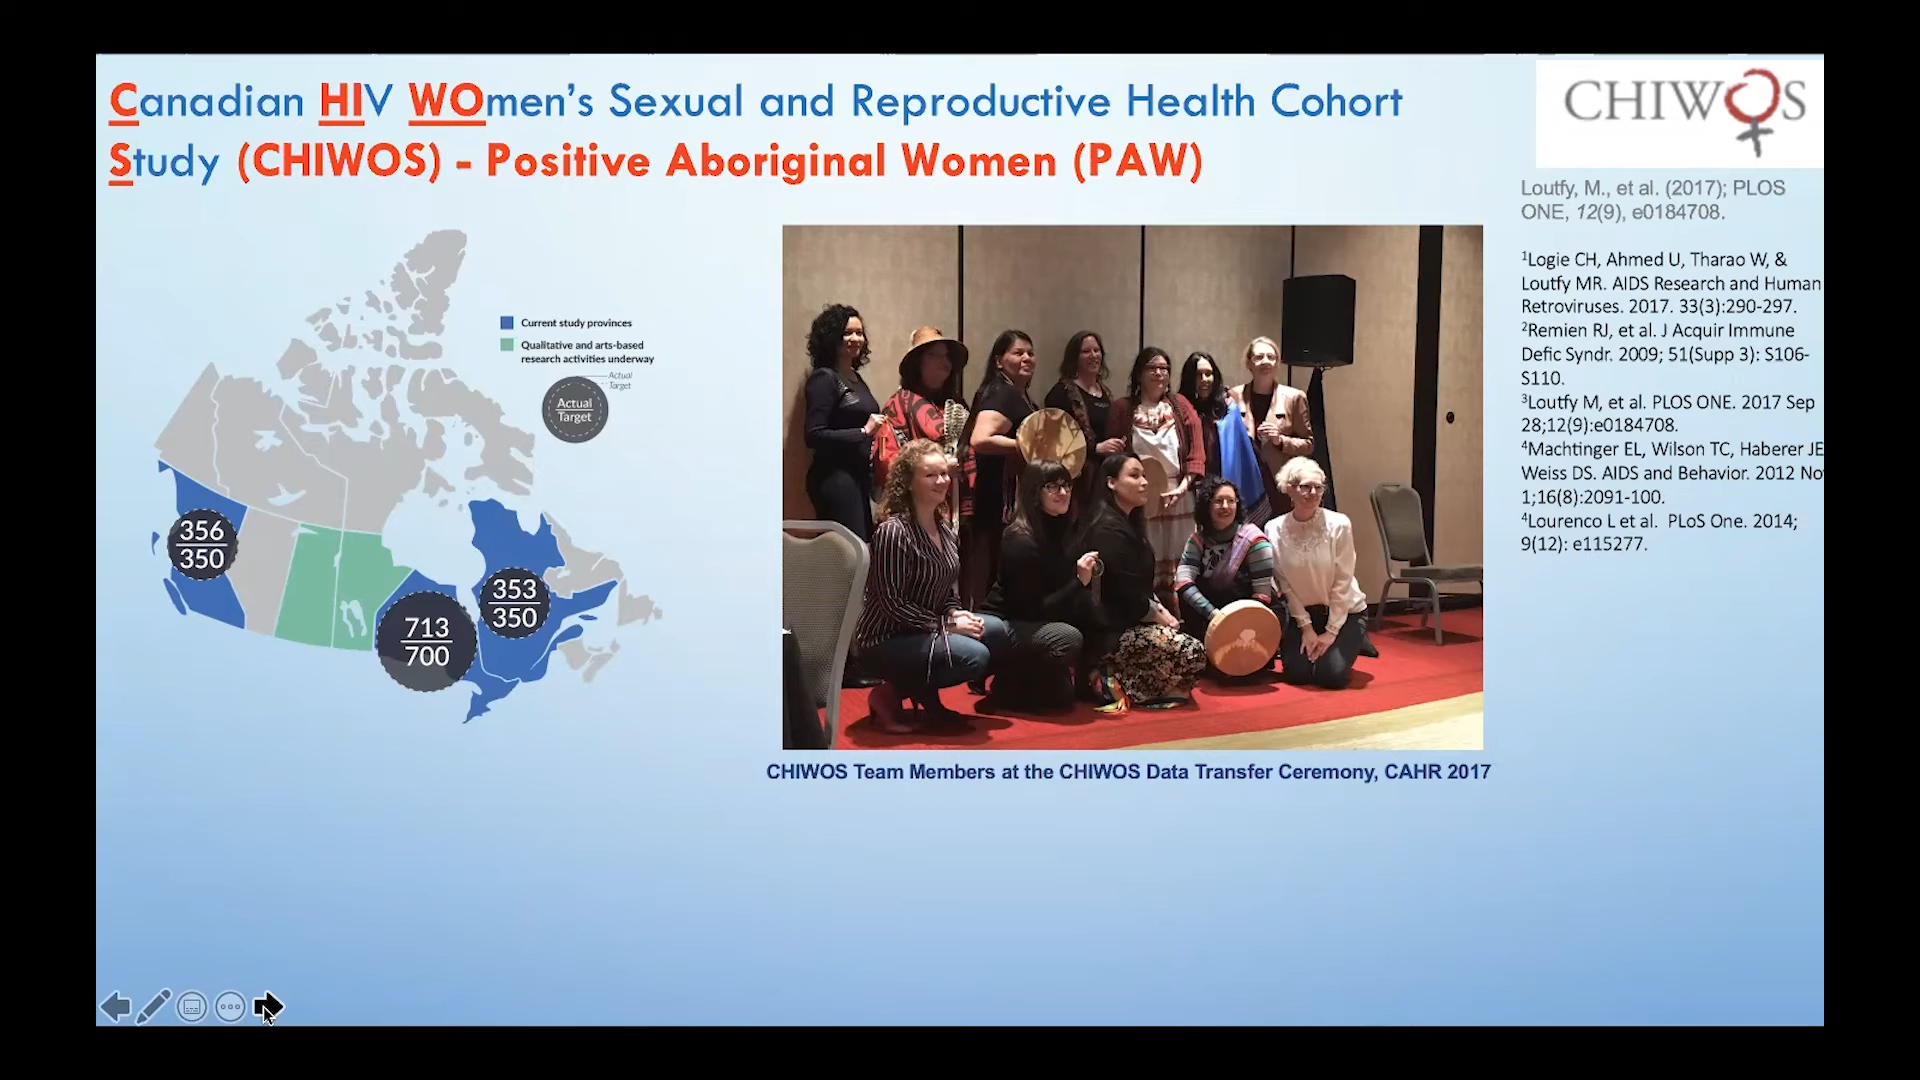 Canadian HIV WOmen's Sexual and Reproductive Health Cohort
Study (CHIWOS) - Positive Aboriginal Women (PAW)
CHIWOS
Loutfy, M., et al. (2017); PLOS
ONE, 12(9), e0184708.
¹Logie CH, Ahmed U, Tharao W, &
Loutfy MR. AIDS Research and Human
Retroviruses. 2017. 33(3):290-297.
²Remien RJ, et al. J Acquir Immune
Defic Syndr. 2009; 51(Supp 3): S106-
S110.
³Loutfy M, et al. PLOS ONE. 2017 Sep
28;12(9):e0184708.
⁴Machtinger EL, Wilson TC, Haberer JE
Weiss DS. AIDS and Behavior. 2012 No
1;16(8):2091-100.
⁴Lourenco L et al. PLoS One. 2014;
9(12): e115277.
Current study provinces
Qualitative and arts-based
research activities underway
Actual
Target
Actual
Target
356
350
713
700
353
350
CHIWOS Team Members at the CHIWOS Data Transfer Ceremony, CAHR 2017